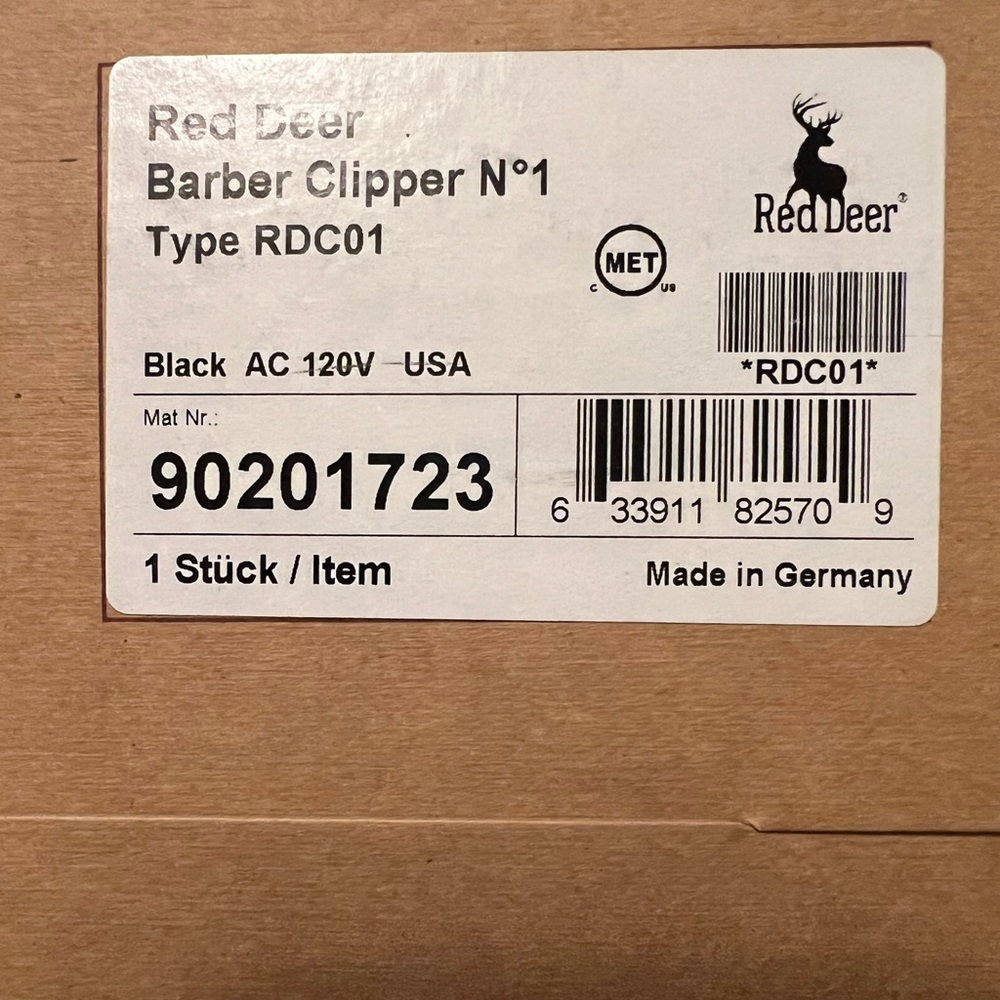 Red Deer
Barber Clipper N°1
Type RDC01
Red Deer®
C MET US
*RDC01*
Black AC 120V USA
Mat Nr.:
90201723
6 33911 82570 9
1 Stück / Item
Made in Germany